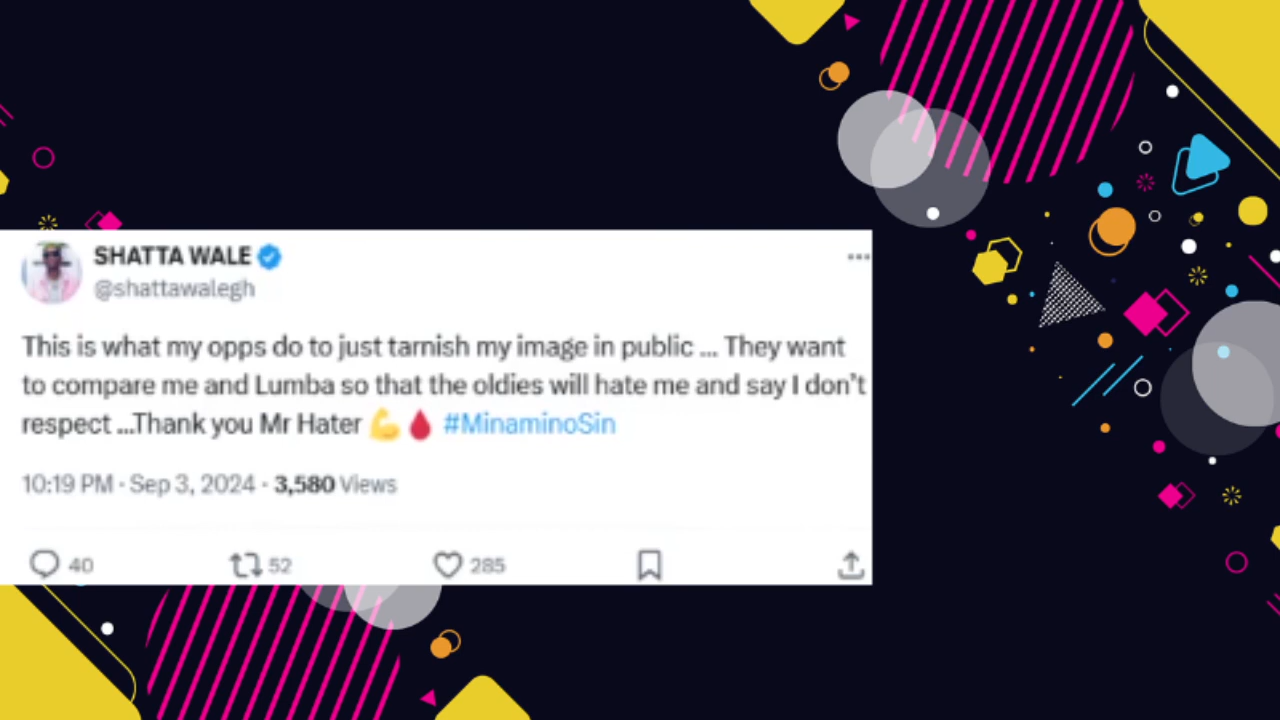 SHATTA WALE
@shattawalegh
This is what my opps do to just tarnish my image in public ... They want
to compare me and Lumba so that the oldies will hate me and say I don't
respect ...Thank you Mr Hater 💪🩸 #MinaminoSin
10:19 PM · Sep 3, 2024 · 3,580 Views
40 52 285